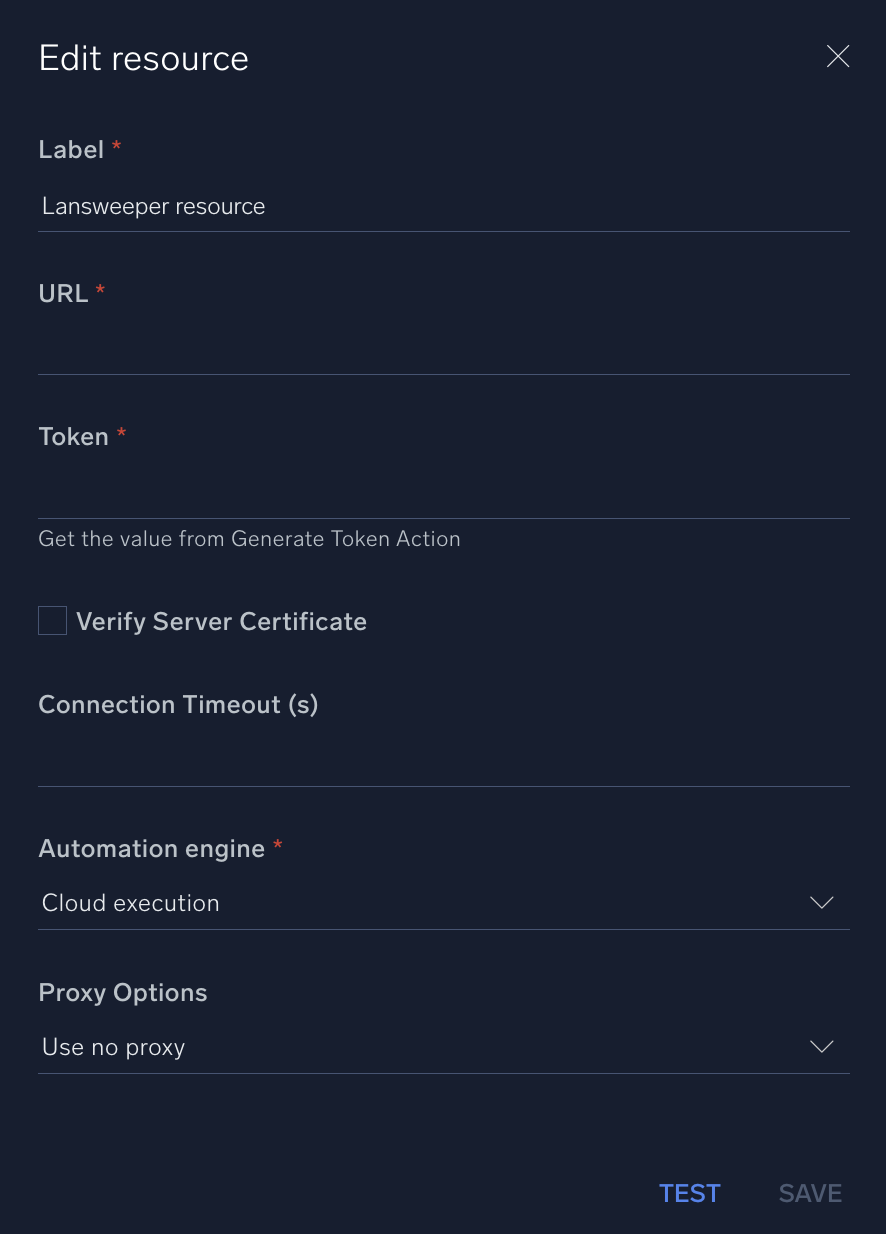 Edit resource
Label *
Lansweeper resource
URL *
Token *
Get the value from Generate Token Action
Verify Server Certificate
Connection Timeout (s)
Automation engine *
Cloud execution
Proxy Options
Use no proxy
TEST SAVE